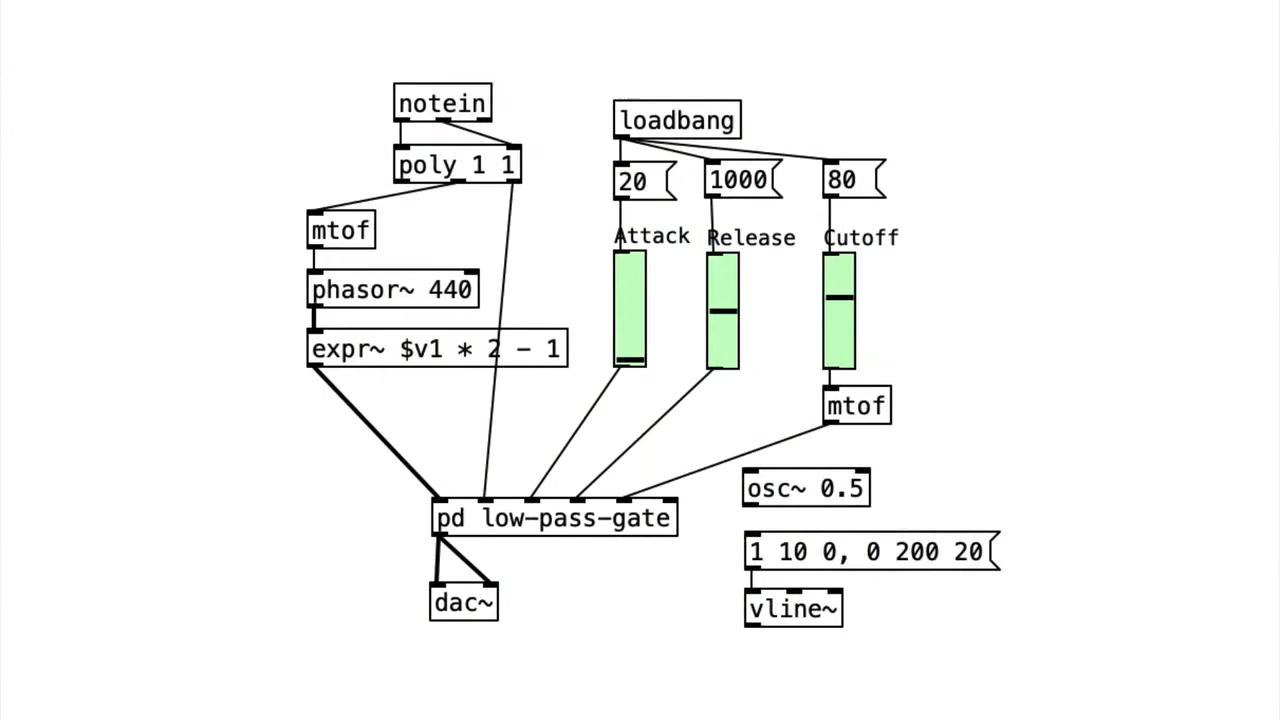 notein
loadbang
poly 1 1
20
1000
80
mtof
Attack
Release
Cutoff
phasor~ 440
expr~ $v1 * 2 − 1
mtof
osc~ 0.5
pd low−pass−gate
1 10 0, 0 200 20
dac~
vline~